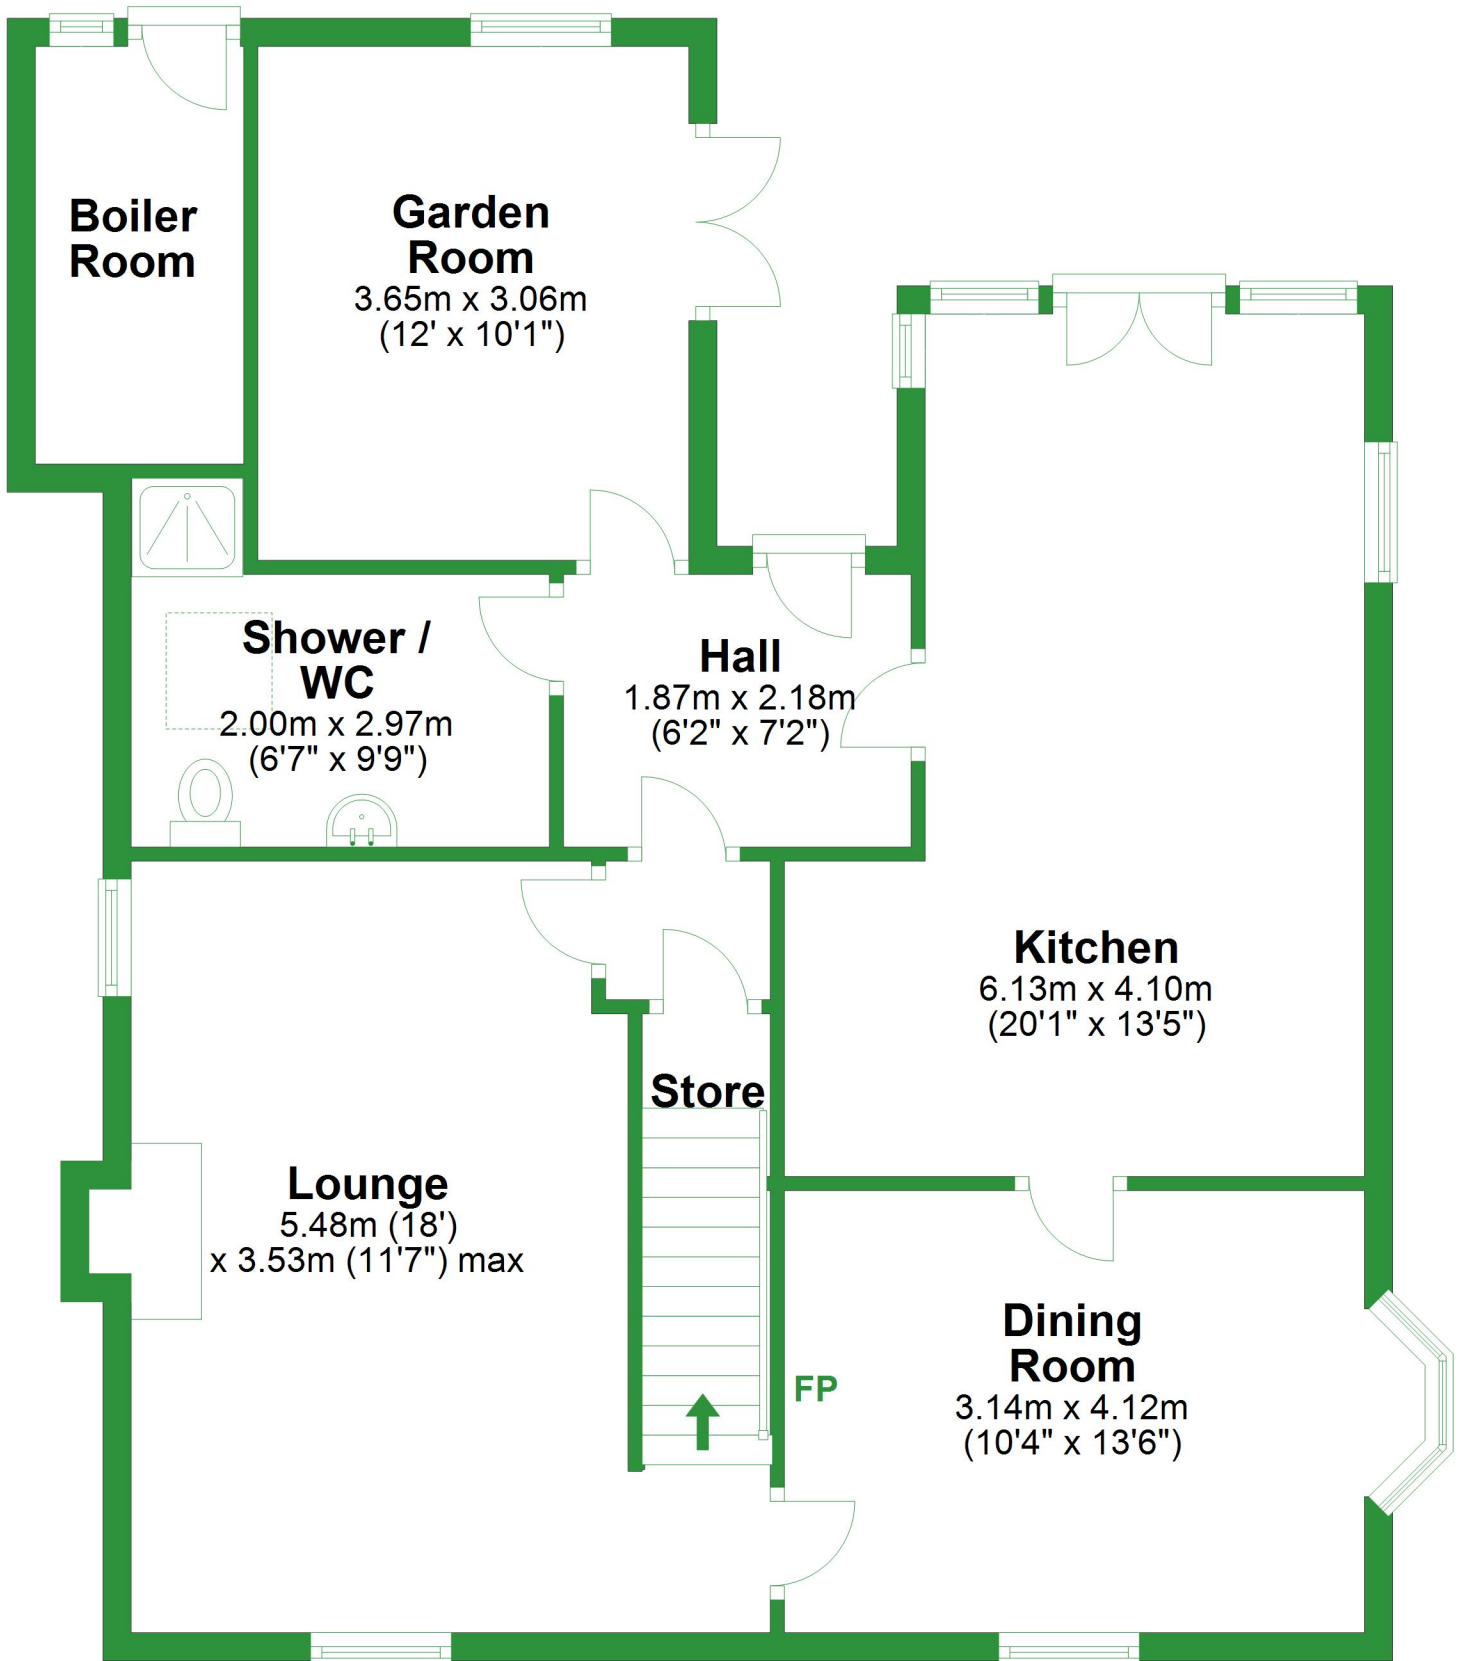 Boiler
Room
Garden
Room
3.65m x 3.06m
(12' x 10'1")
Shower /
WC
2.00m x 2.97m
(6'7" x 9'9")
Hall
1.87m x 2.18m
(6'2" x 7'2")
Kitchen
6.13m x 4.10m
(20'1" x 13'5")
Store
Lounge
5.48m (18')
x 3.53m (11'7") max
Dining
Room
3.14m x 4.12m
(10'4" x 13'6")
FP